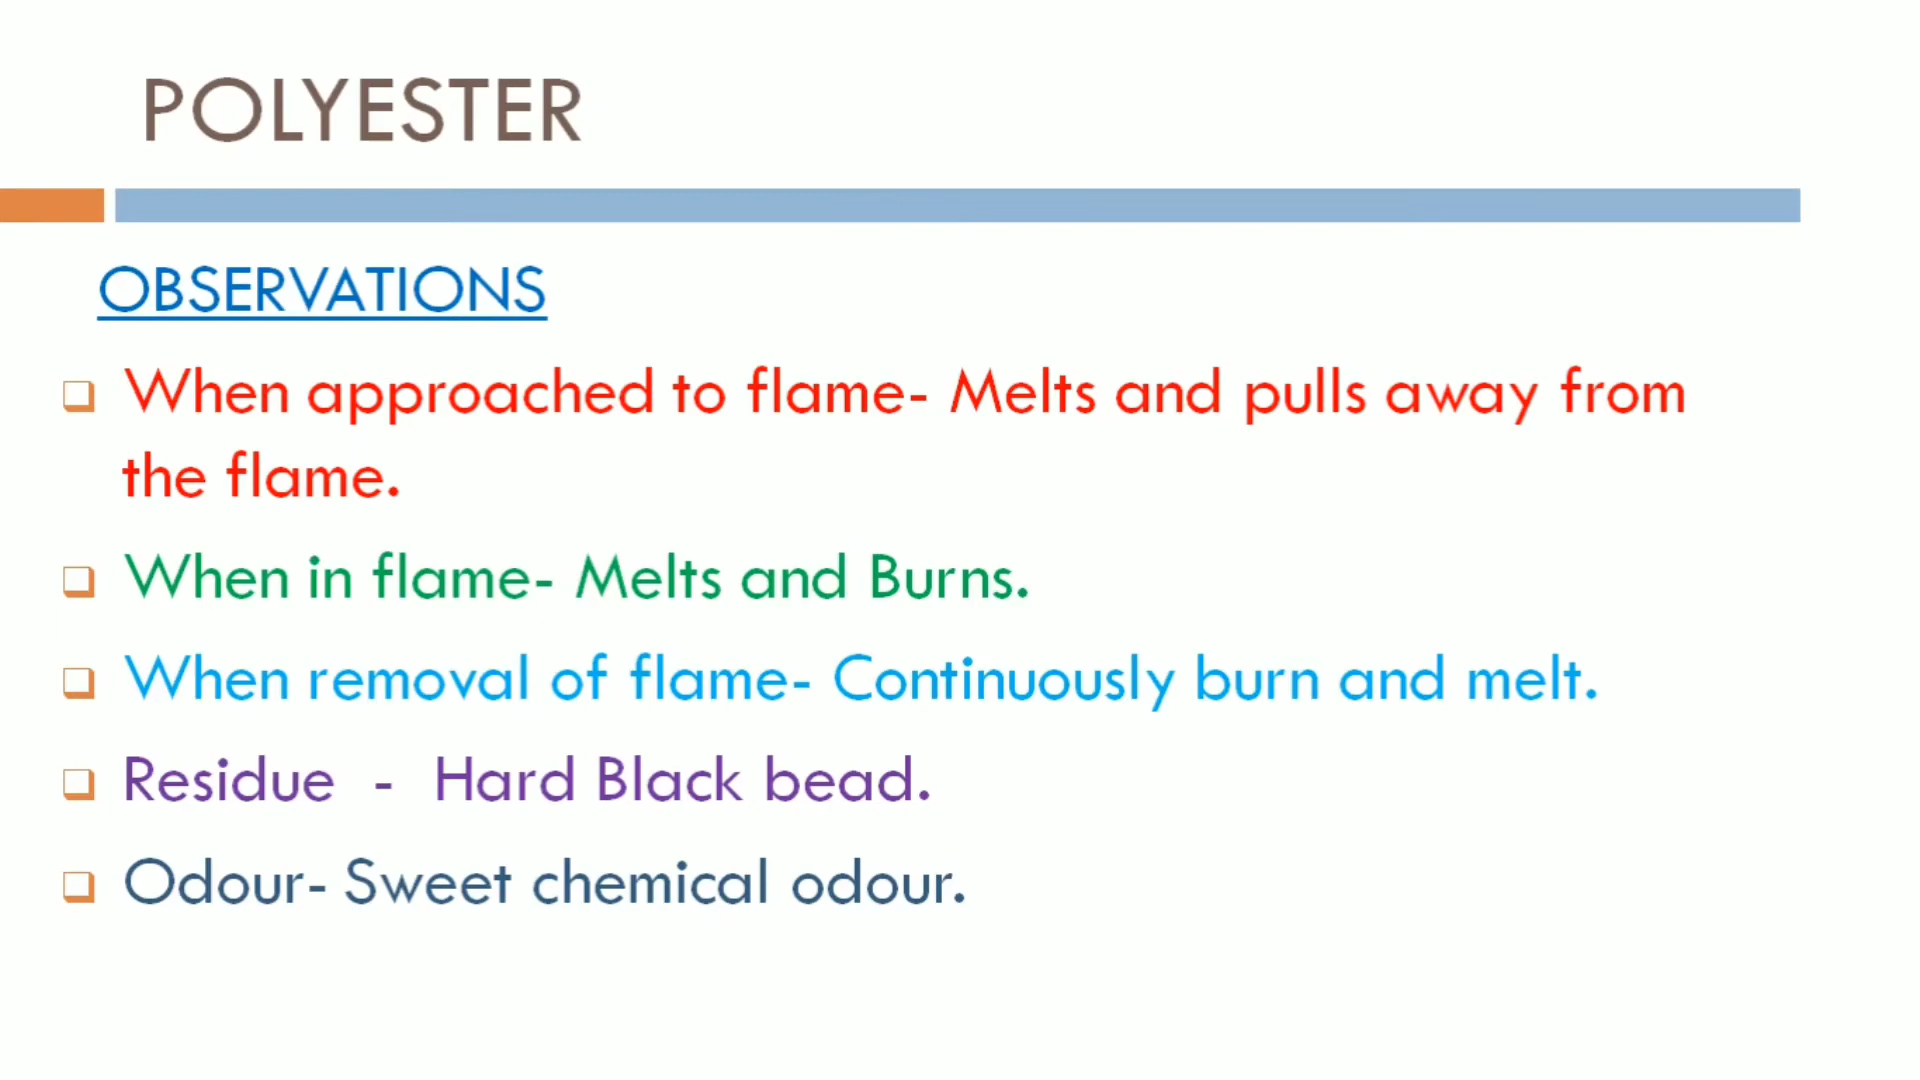 POLYESTER
OBSERVATIONS
When approached to flame- Melts and pulls away from
the flame.
When in flame- Melts and Burns.
When removal of flame- Continuously burn and melt.
Residue - Hard Black bead.
Odour- Sweet chemical odour.